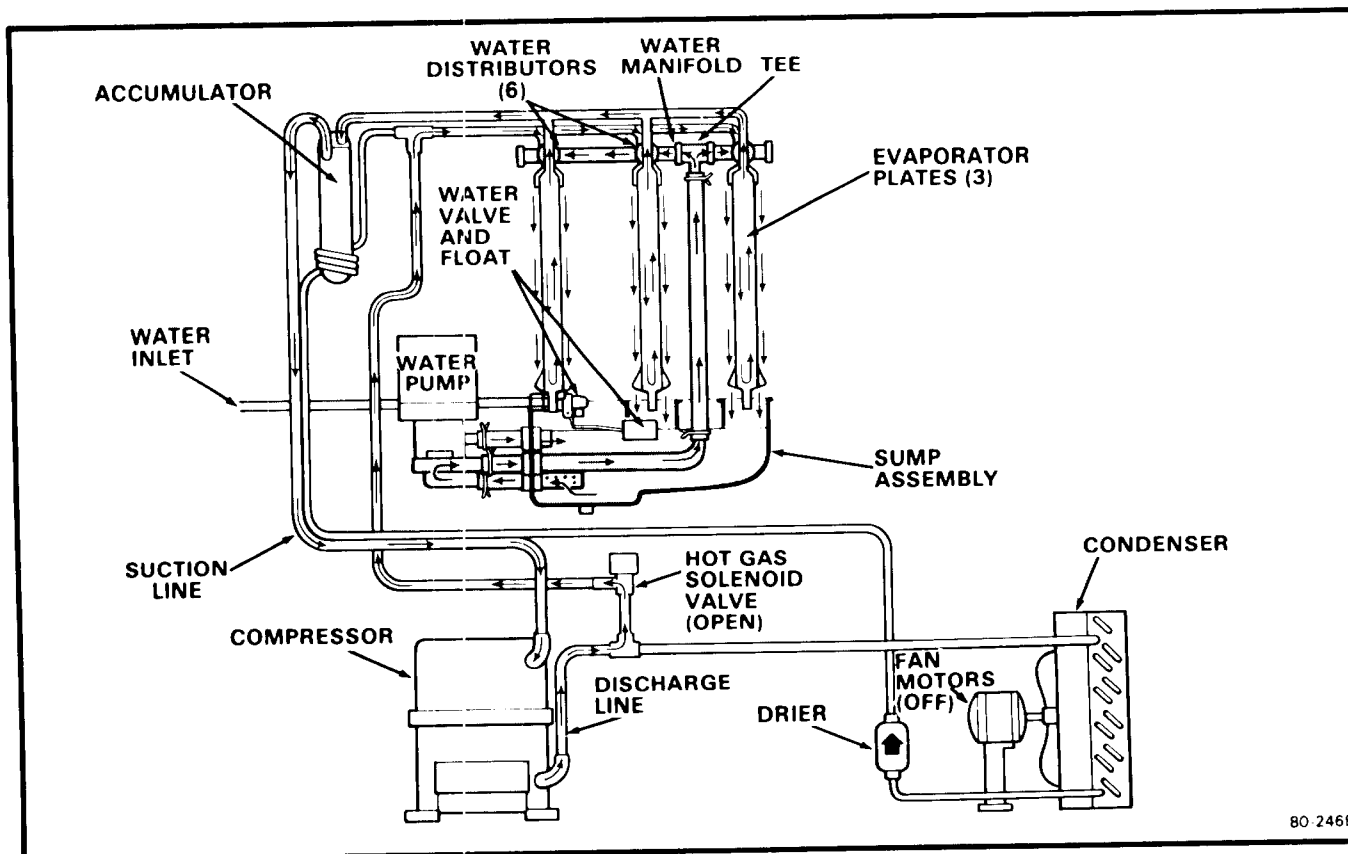 WATER
DISTRIBUTORS
(6)
WATER
MANIFOLD
TEE
ACCUMULATOR
EVAPORATOR
PLATES (3)
WATER
VALVE
AND
FLOAT
WATER
INLET
WATER
PUMP
SUMP
ASSEMBLY
SUCTION
LINE
HOT GAS
SOLENOID
VALVE
(OPEN)
CONDENSER
COMPRESSOR
DISCHARGE
LINE
FAN
MOTORS
(OFF)
DRIER